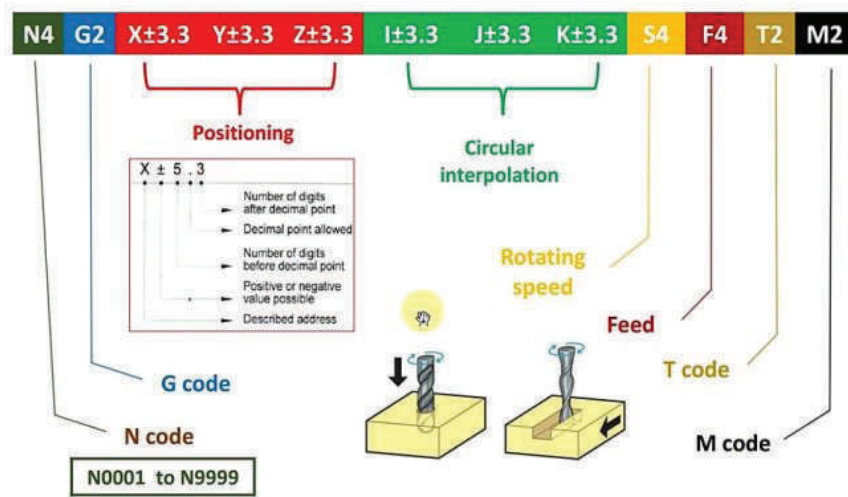 N4 G2 X±3.3 Y±3.3 Z±3.3 I±3.3 J±3.3 K±3.3 S4 F4 T2 M2
Positioning
Circular
interpolation
X ± 5 . 3
Number of digits
after decimal point
Decimal point allowed
Number of digits
before decimal point
Positive or negative
value possible
Described address
Rotating
speed
Feed
T code
G code
N code
M code
N0001 to N9999